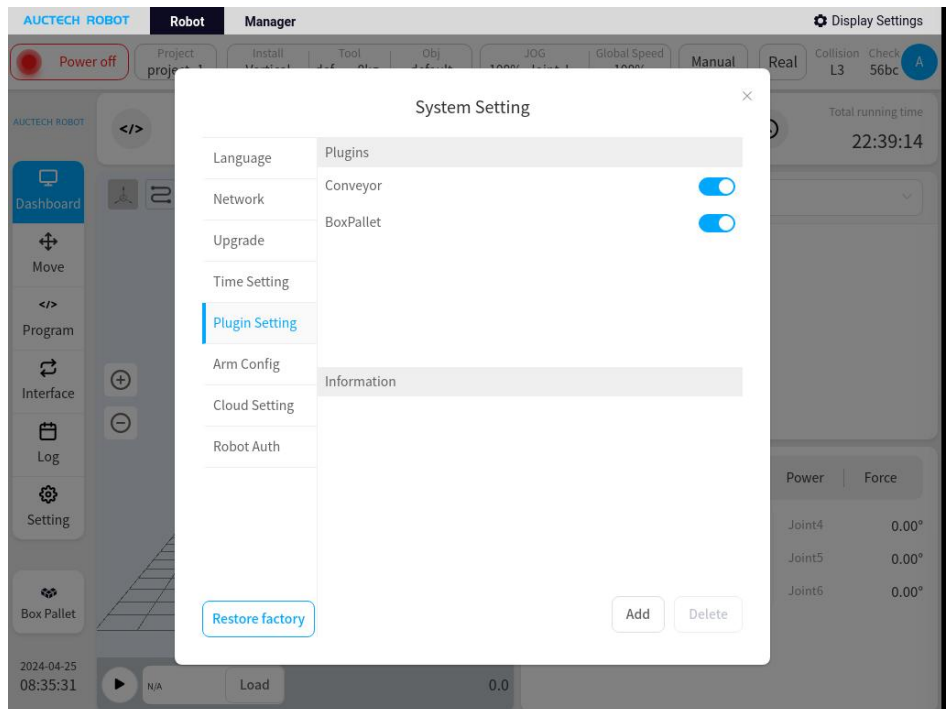 AUCTECH ROBOT
Robot
Manager
Display Settings
Power off
Project
Install
Tool
Obj
JOG
Global Speed
Manual
Real
Collision
L3
Check
56bc
A
System Setting
AUCTECH ROBOT
</>
Total running time
22:39:14
Language
Network
Upgrade
Time Setting
Plugin Setting
Arm Config
Cloud Setting
Robot Auth
Plugins
Conveyor
BoxPallet
Information
Restore factory
Add
Delete
Dashboard
Move
</>
Program
Interface
Log
Setting
Box Pallet
Power
Force
Joint4 0.00°
Joint5 0.00°
Joint6 0.00°
2024-04-25
08:35:31
N/A
Load
0.0